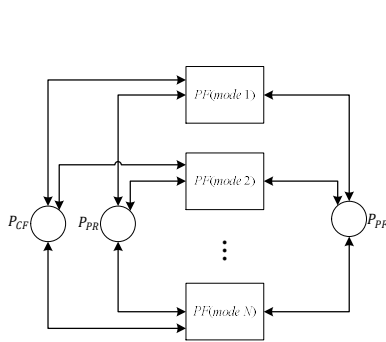 PF(mode 1)
PF(mode 2)
P_CF P_PR P_PF
⋮
PF(mode N)